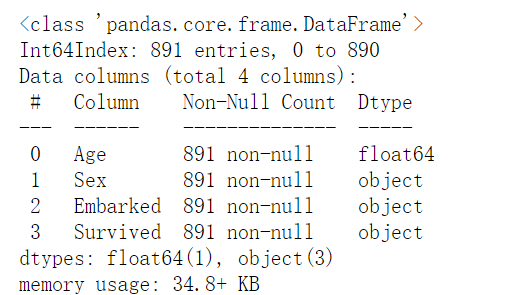 <class 'pandas.core.frame.DataFrame'>
Int64Index: 891 entries, 0 to 890
Data columns (total 4 columns):
 #   Column    Non-Null Count  Dtype
---  ------    --------------  -----
 0   Age       891 non-null    float64
 1   Sex       891 non-null    object
 2   Embarked  891 non-null    object
 3   Survived  891 non-null    object
dtypes: float64(1), object(3)
memory usage: 34.8+ KB